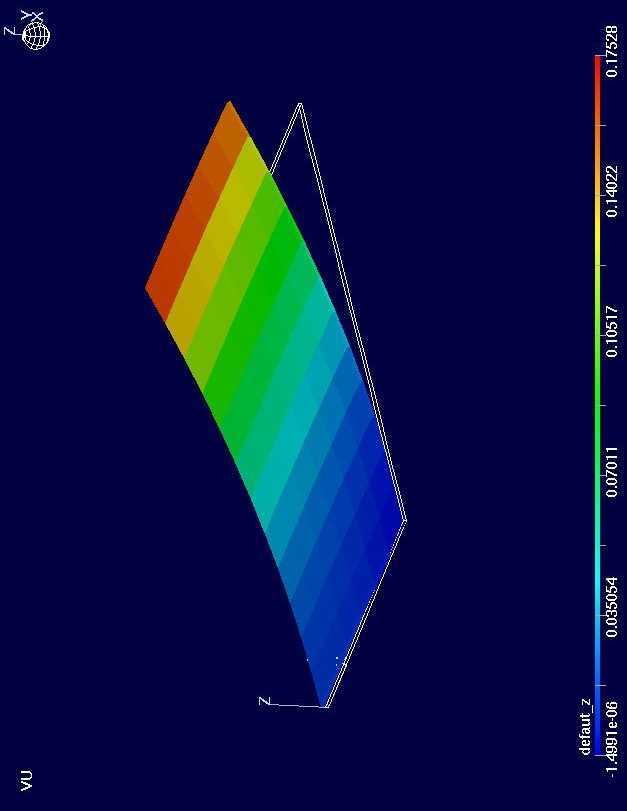 Z
Y
X
0.17528
0.14022
0.10517
0.07011
0.035054
-1.4991e-06
defaut_z
Z
VU